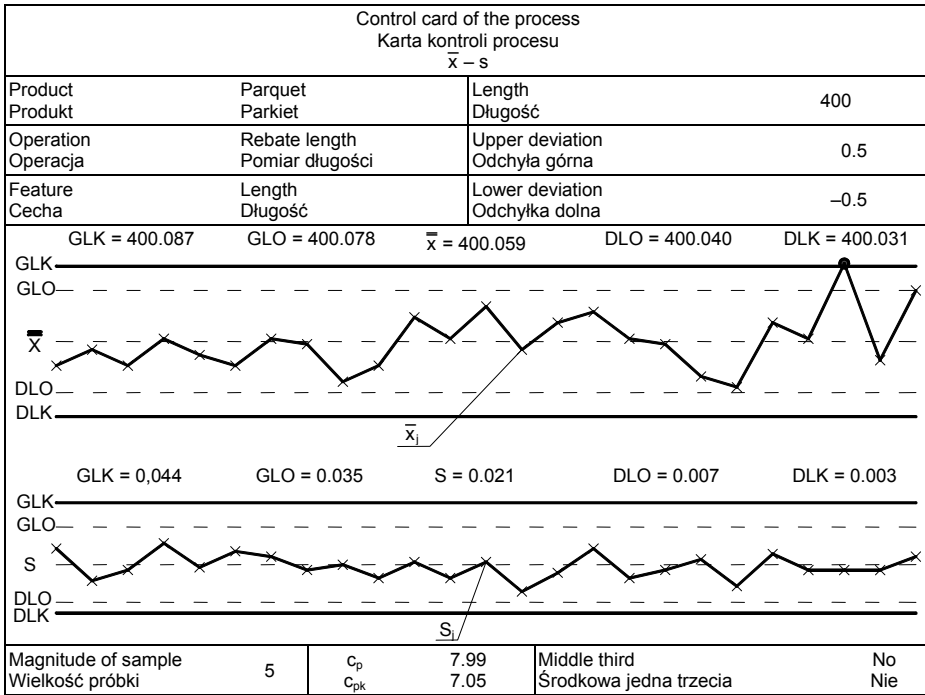 Control card of the process
Karta kontroli procesu
x̅ – s
Product Parquet Length 400
Produkt Parkiet Długość
Operation Rebate length Upper deviation 0.5
Operacja Pomiar długości Odchyła górna
Feature Length Lower deviation –0.5
Cecha Długość Odchyłka dolna
GLK = 400.087 GLO = 400.078 x̿ = 400.059 DLO = 400.040 DLK = 400.031
GLK
GLO
X̿
DLO
DLK
x̅j
GLK = 0,044 GLO = 0.035 S = 0.021 DLO = 0.007 DLK = 0.003
GLK
GLO
S
DLO
DLK
Sj
Magnitude of sample 5 cp 7.99 Middle third No
Wielkość próbki cpk 7.05 Środkowa jedna trzecia Nie